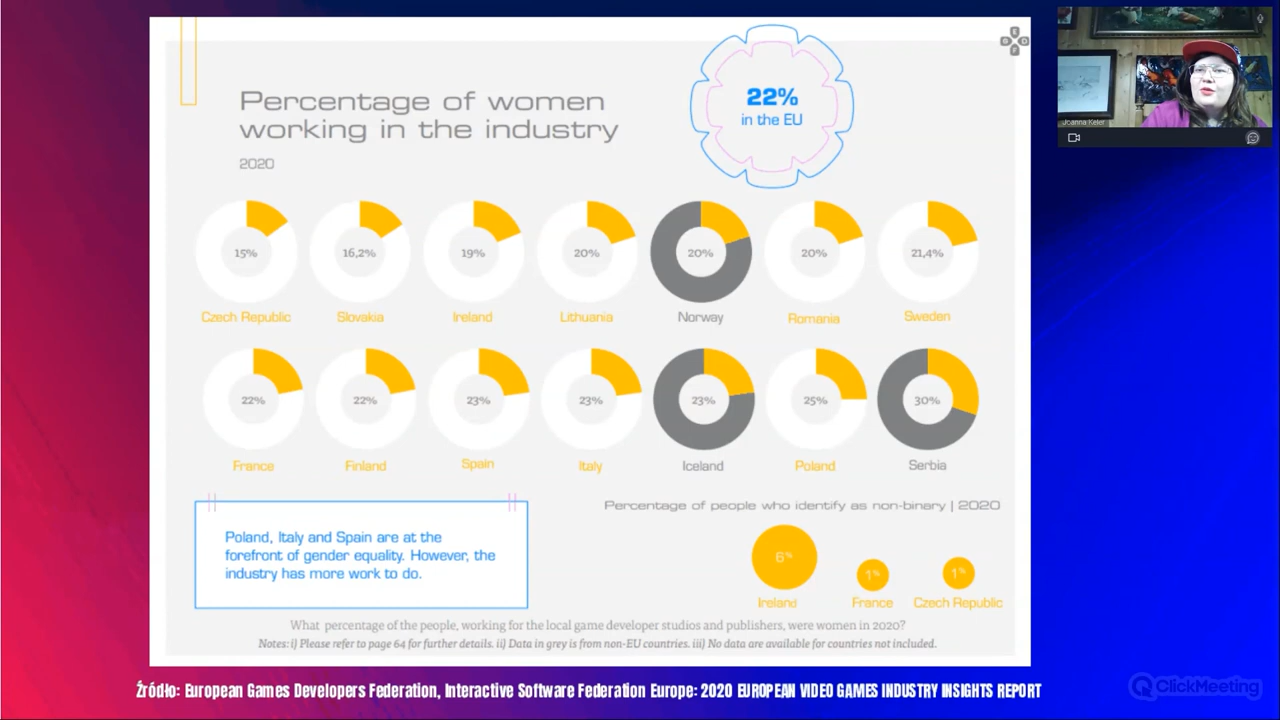 Percentage of women
working in the industry
2020
22%
in the EU
E
G
D
F
Joanna Keler
15%
16,2%
19%
20%
20%
20%
21,4%
Czech Republic
Slovakia
Ireland
Lithuania
Norway
Romania
Sweden
22%
22%
23%
23%
23%
25%
30%
France
Finland
Spain
Italy
Iceland
Poland
Serbia
Poland, Italy and Spain are at the
forefront of gender equality. However, the
industry has more work to do.
Percentage of people who identify as non-binary | 2020
6%
1%
1%
Ireland
France
Czech Republic
What percentage of the people, working for the local game developer studios and publishers, were women in 2020?
Notes: i) Please refer to page 64 for further details. ii) Data in grey is from non-EU countries. iii) No data are available for countries not included.
Źródło: European Games Developers Federation, Interactive Software Federation Europe: 2020 EUROPEAN VIDEO GAMES INDUSTRY INSIGHTS REPORT
ClickMeeting